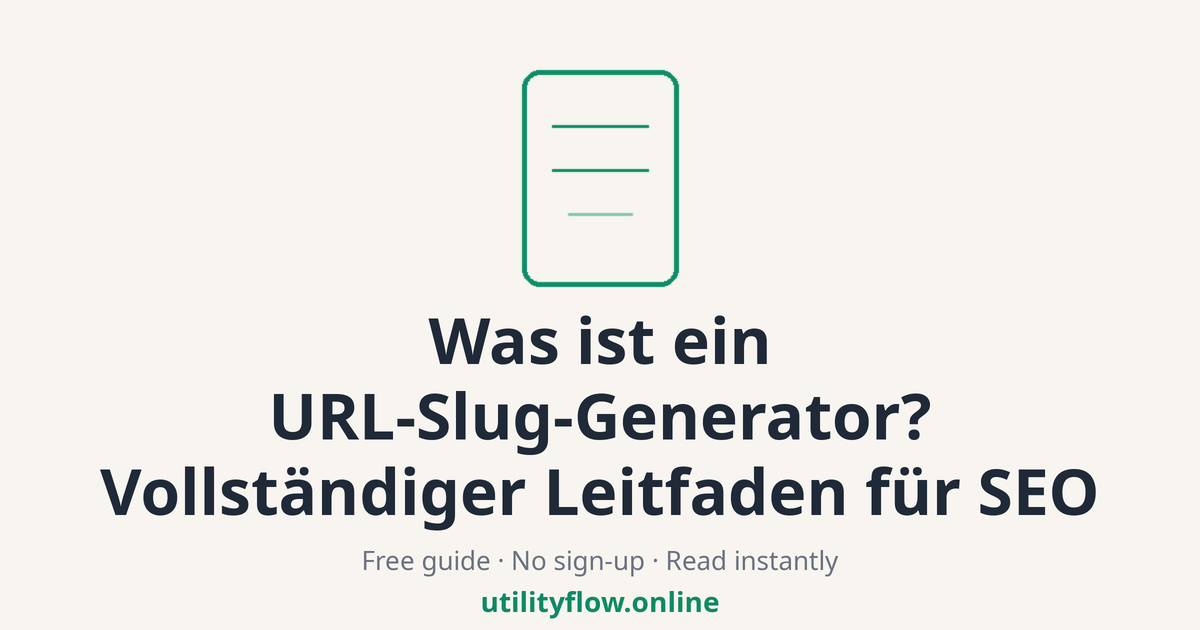 Was ist ein
URL-Slug-Generator?
Vollständiger Leitfaden für SEO
Free guide · No sign-up · Read instantly
utilityflow.online